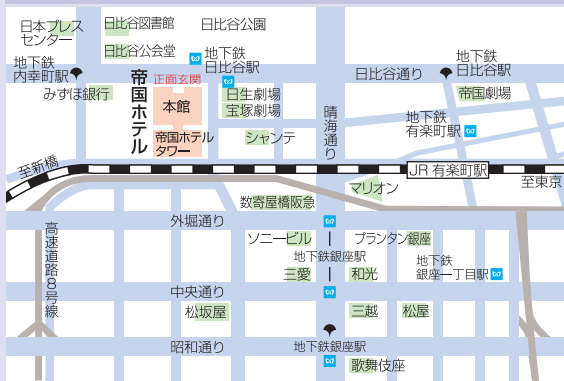 日本プレス
センター
日比谷図書館
日比谷公園
日比谷公会堂
地下鉄
日比谷駅
地下鉄
内幸町駅
正面玄関
日比谷通り
地下鉄
日比谷駅
みずほ銀行
帝国ホテル
本館
日生劇場
宝塚劇場
帝国劇場
晴海通り
地下鉄
有楽町駅
帝国ホテル
タワー
シャンテ
至新橋
JR 有楽町駅
至東京
マリオン
数寄屋橋阪急
外堀通り
高速道路8号線
ソニービル
プランタン銀座
地下鉄銀座駅
地下鉄
銀座一丁目駅
三愛
和光
中央通り
松坂屋
三越
松屋
昭和通り
地下鉄銀座駅
歌舞伎座